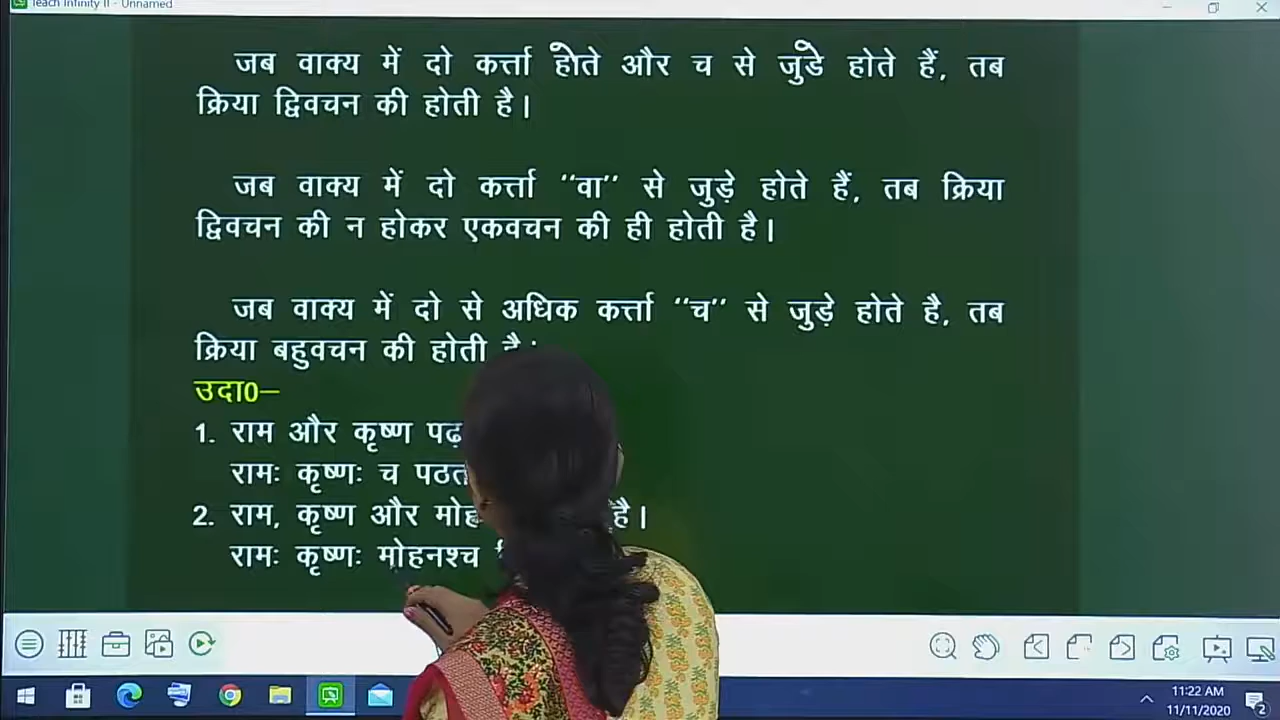 Teach Infinity II - Unnamed
जब वाक्य में दो कर्त्ता होते और च से जुडे होते हैं, तब
क्रिया द्विवचन की होती है।
जब वाक्य में दो कर्त्ता ‘‘वा’’ से जुड़े होते हैं, तब क्रिया
द्विवचन की न होकर एकवचन की ही होती है।
जब वाक्य में दो से अधिक कर्त्ता ‘‘च’’ से जुड़े होते है, तब
क्रिया बहुवचन की होती है
उदा0–
1. राम और कृष्ण
रामः कृष्णः च
2. राम, कृष्ण और है।
रामः कृष्णः मोहनश्च
11:22 AM
11/11/2020
2